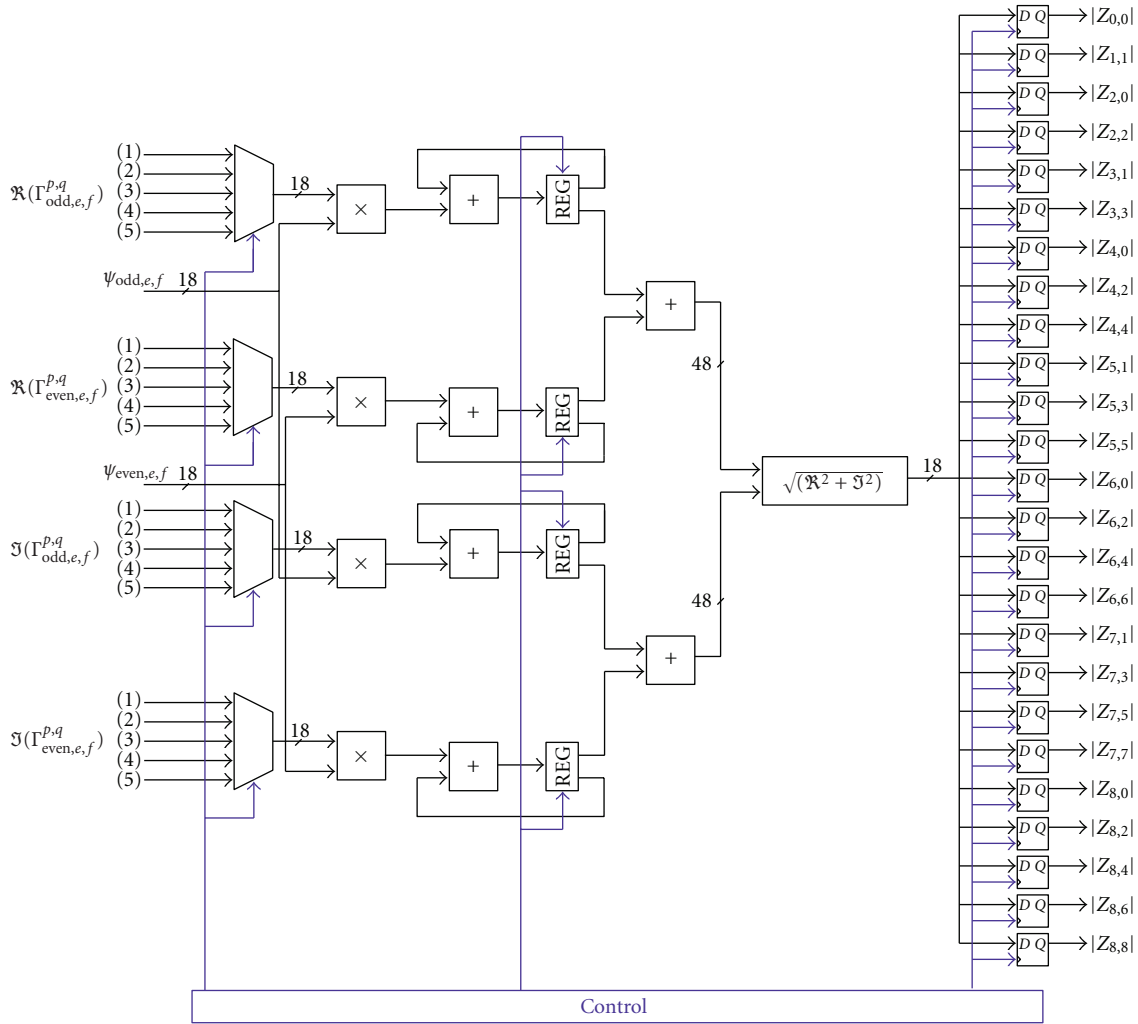 ℜ(Γ^{p,q}_{odd,e,f})
(1)
(2)
(3)
(4)
(5)
18
×
+
REG
ψ_{odd,e,f} 18
ℜ(Γ^{p,q}_{even,e,f})
(1)
(2)
(3)
(4)
(5)
18
×
+
REG
ψ_{even,e,f} 18
ℑ(Γ^{p,q}_{odd,e,f})
(1)
(2)
(3)
(4)
(5)
18
×
+
REG
ℑ(Γ^{p,q}_{even,e,f})
(1)
(2)
(3)
(4)
(5)
18
×
+
REG
+
48
+
48
√(ℜ² + ℑ²)
18
D Q |Z_{0,0}|
D Q |Z_{1,1}|
D Q |Z_{2,0}|
D Q |Z_{2,2}|
D Q |Z_{3,1}|
D Q |Z_{3,3}|
D Q |Z_{4,0}|
D Q |Z_{4,2}|
D Q |Z_{4,4}|
D Q |Z_{5,1}|
D Q |Z_{5,3}|
D Q |Z_{5,5}|
D Q |Z_{6,0}|
D Q |Z_{6,2}|
D Q |Z_{6,4}|
D Q |Z_{6,6}|
D Q |Z_{7,1}|
D Q |Z_{7,3}|
D Q |Z_{7,5}|
D Q |Z_{7,7}|
D Q |Z_{8,0}|
D Q |Z_{8,2}|
D Q |Z_{8,4}|
D Q |Z_{8,6}|
D Q |Z_{8,8}|
Control